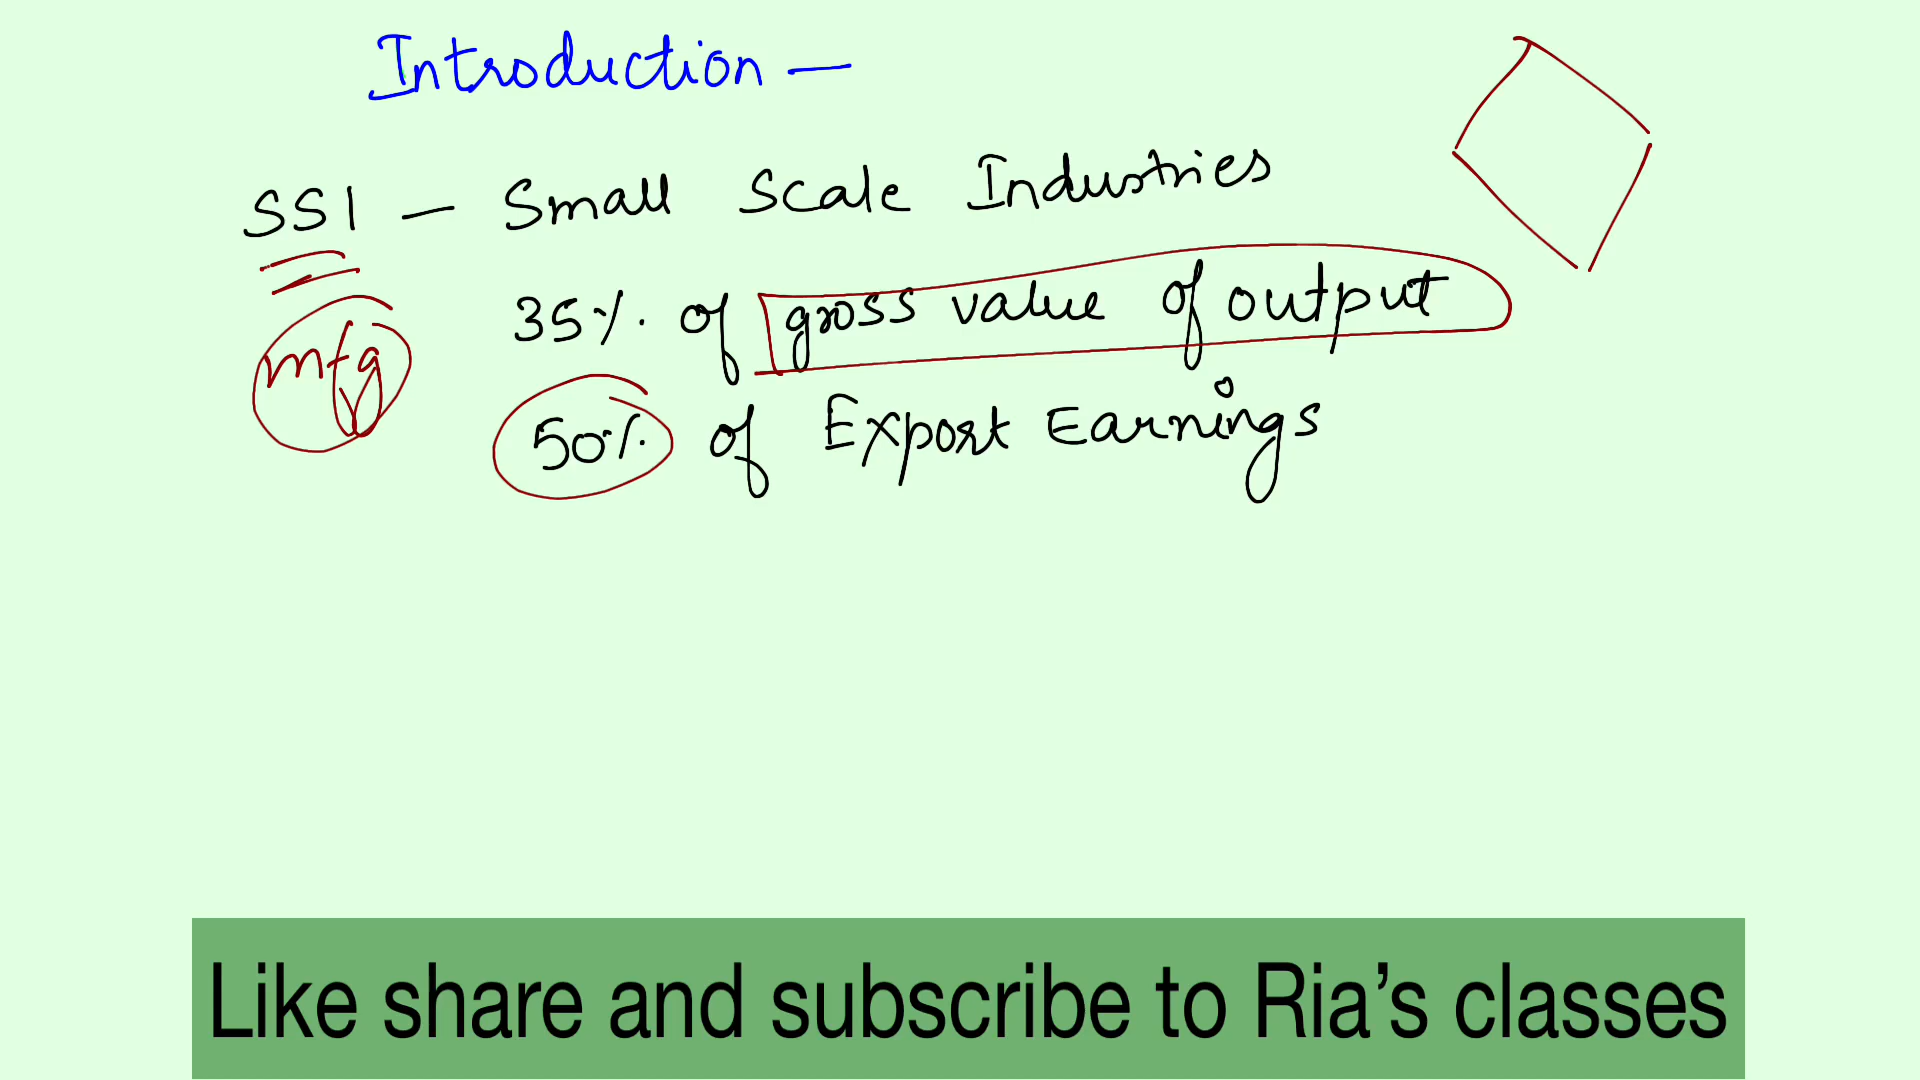 Introduction —
SSI — Small Scale Industries
35% of gross value of output
mfg
50% of Export Earnings
Like share and subscribe to Ria's classes